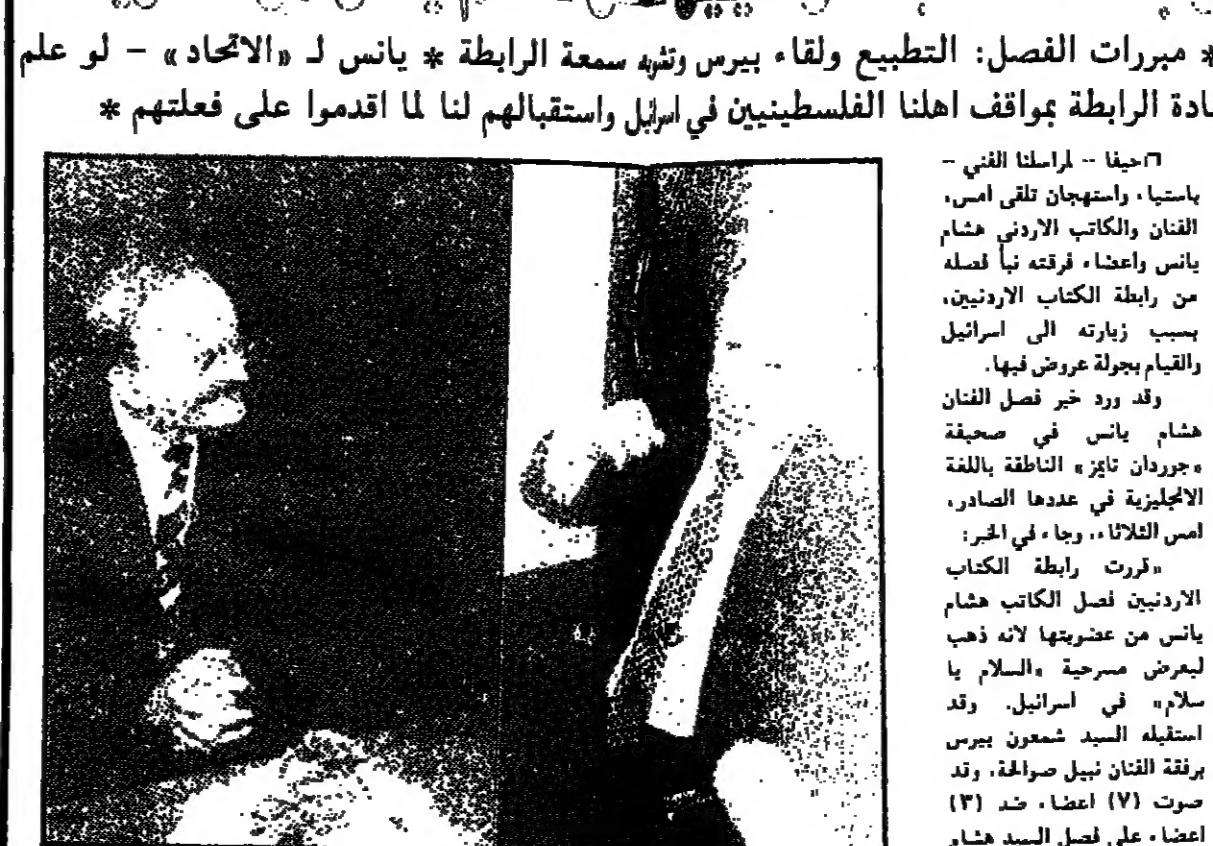 * مبررات الفصل: التطبيع ولقاء بيرس وتشويه سمعة الرابطة * يانس لـ «الاتحاد» - لو علم
ادة الرابطة بمواقف اهلنا الفلسطينيين في اسرائيل واستقبالهم لنا لما اقدموا على فعلتهم *
حيفا -- لمراسلنا الفني --
باستياء واستهجان تلقى امس،
الفنان والكاتب الاردني هشام
يانس واعضاء فرقته نبأ فصله
من رابطة الكتاب الاردنيين،
بسبب زيارته الى اسرائيل
والقيام بجولة عروض فيها.
وقد ورد خبر فصل الفنان
هشام يانس في صحيفة
«جوردان تايمز» الناطقة باللغة
الانجليزية في عددها الصادر،
امس الثلاثاء، وجاء في الخبر:
«قررت رابطة الكتاب
الاردنيين فصل الكاتب هشام
يانس من عضويتها لانه ذهب
ليعرض مسرحية «السلام يا
سلام» في اسرائيل. وقد
استقبله السيد شمعون بيرس
برفقة الفنان نبيل صوالحة، وقد
صوت (٧) اعضاء ضد (٣)
اعضاء على فصل السيد هشام